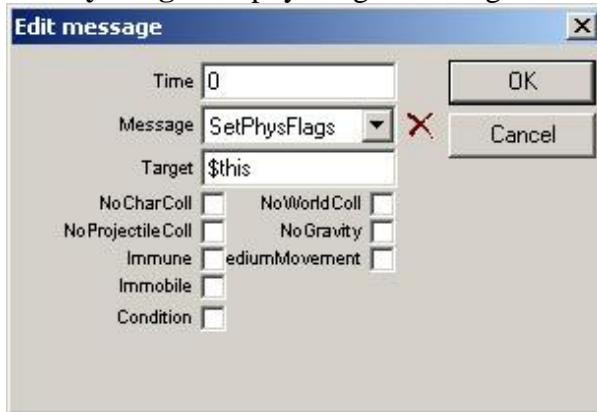 Edit message
Time 0 OK
Message SetPhysFlags Cancel
Target $this
NoCharColl NoWorldColl
NoProjectileColl NoGravity
Immune ediumMovement
Immobile
Condition